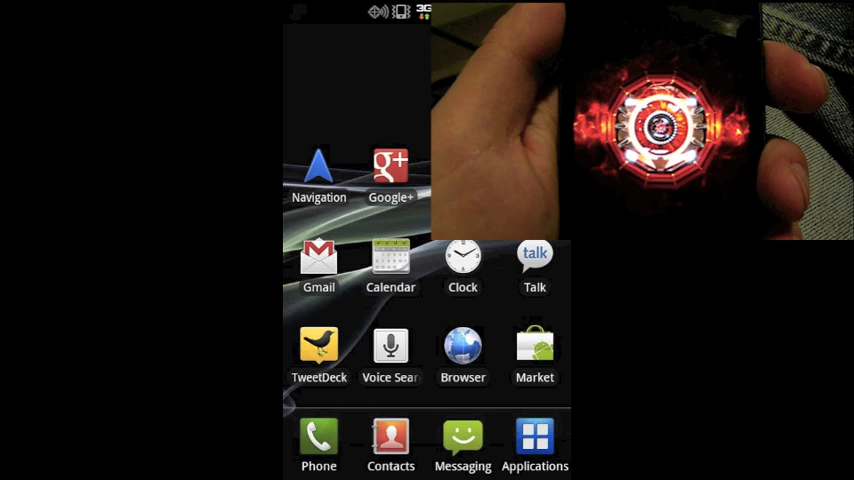 3G
Navigation Google+
g+
Gmail Calendar Clock Talk
talk
TweetDeck Voice Sear Browser Market
Phone Contacts Messaging Applications